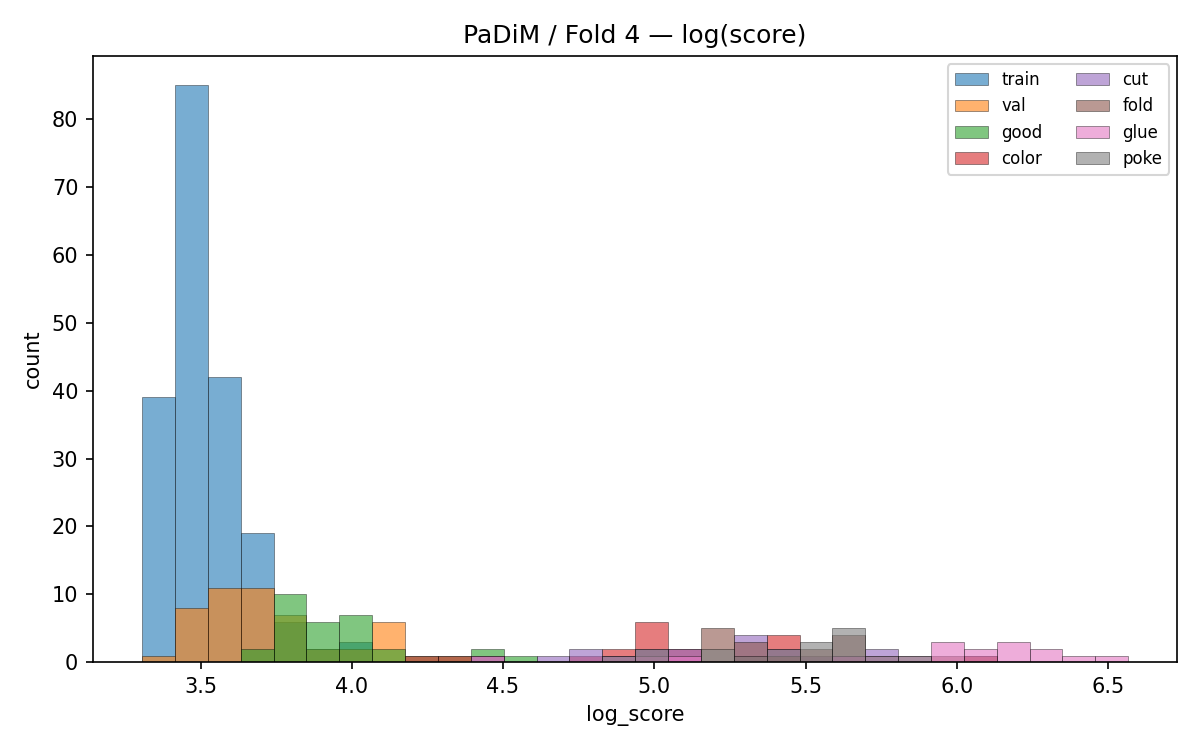 PaDiM / Fold 4 — log(score)
train
val
good
color
cut
fold
glue
poke
count
80
70
60
50
40
30
20
10
0
3.5 4.0 4.5 5.0 5.5 6.0 6.5
log_score